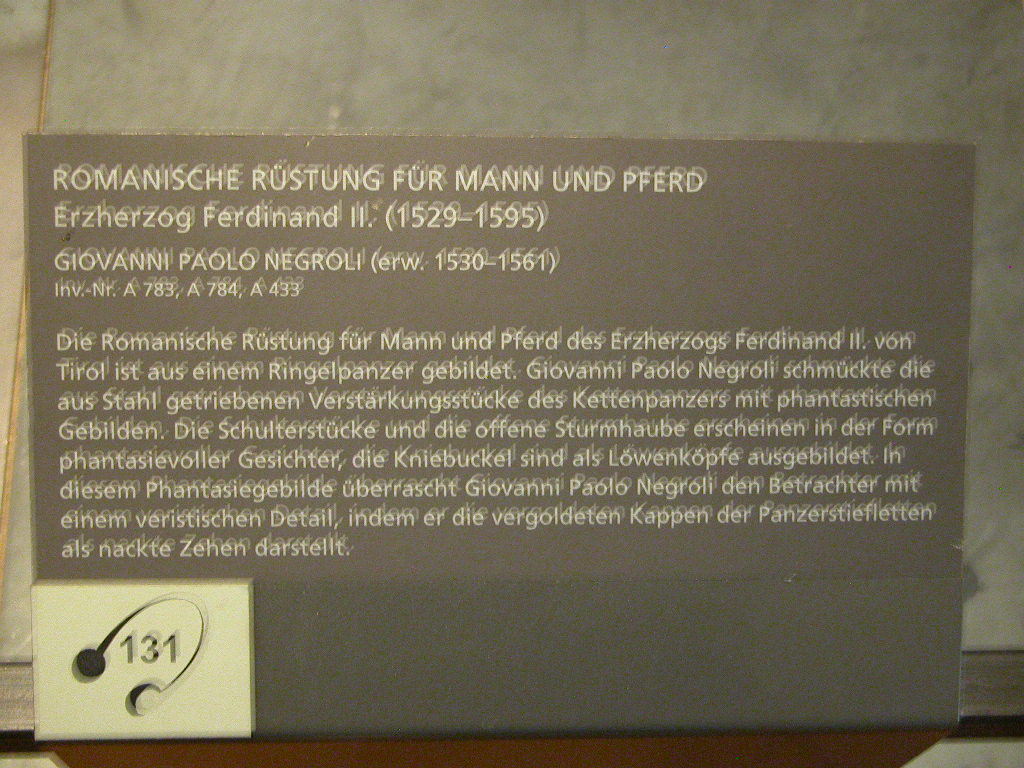 ROMANISCHE RÜSTUNG FÜR MANN UND PFERD
Erzherzog Ferdinand II. (1529–1595)
GIOVANNI PAOLO NEGROLI (erw. 1530–1561)
Inv.-Nr. A 783, A 784, A 433
Die Romanische Rüstung für Mann und Pferd des Erzherzogs Ferdinand II. von
Tirol ist aus einem Ringelpanzer gebildet. Giovanni Paolo Negroli schmückte die
aus Stahl getriebenen Verstärkungsstücke des Kettenpanzers mit phantastischen
Gebilden. Die Schulterstücke und die offene Sturmhaube erscheinen in der Form
phantasievoller Gesichter, die Kniebuckel sind als Löwenköpfe ausgebildet. In
diesem Phantasiegebilde überrascht Giovanni Paolo Negroli den Betrachter mit
einem veristischen Detail, indem er die vergoldeten Kappen der Panzerstiefletten
als nackte Zehen darstellt.
131